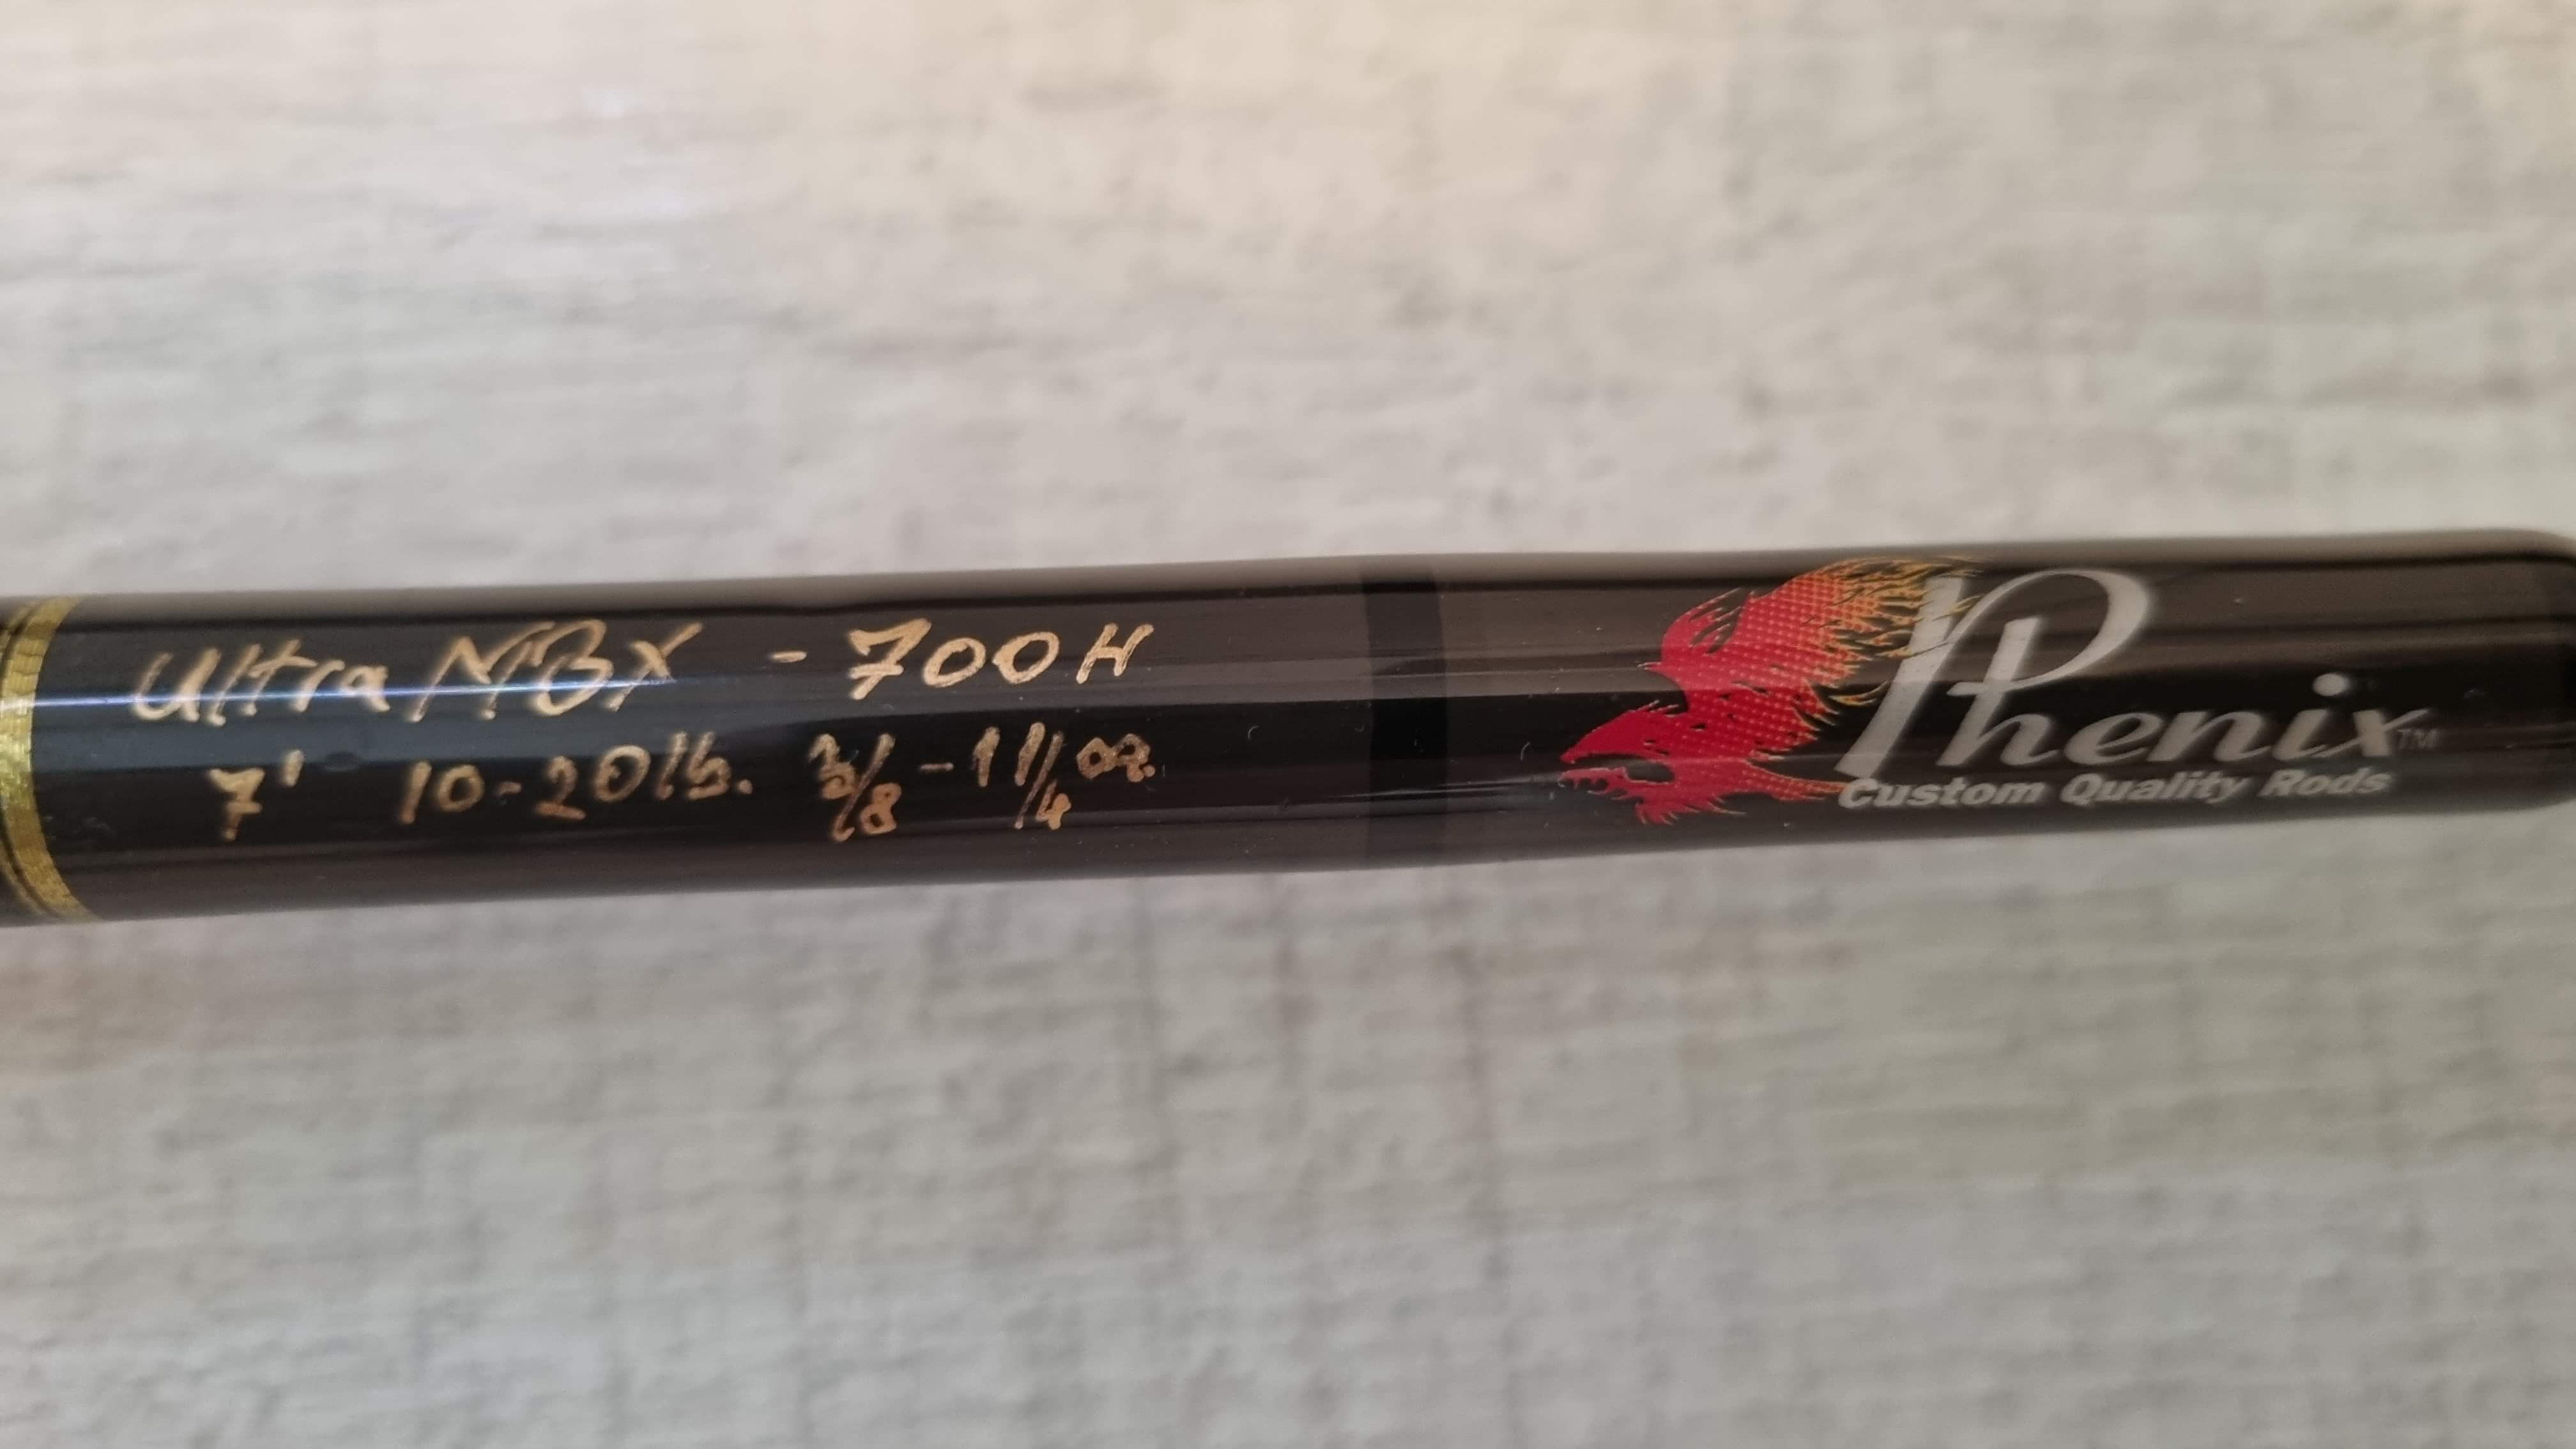 Ultra MBX - 700H
7' 10-20lb. 3/8 - 1 1/4 oz.
Phenix™
Custom Quality Rods